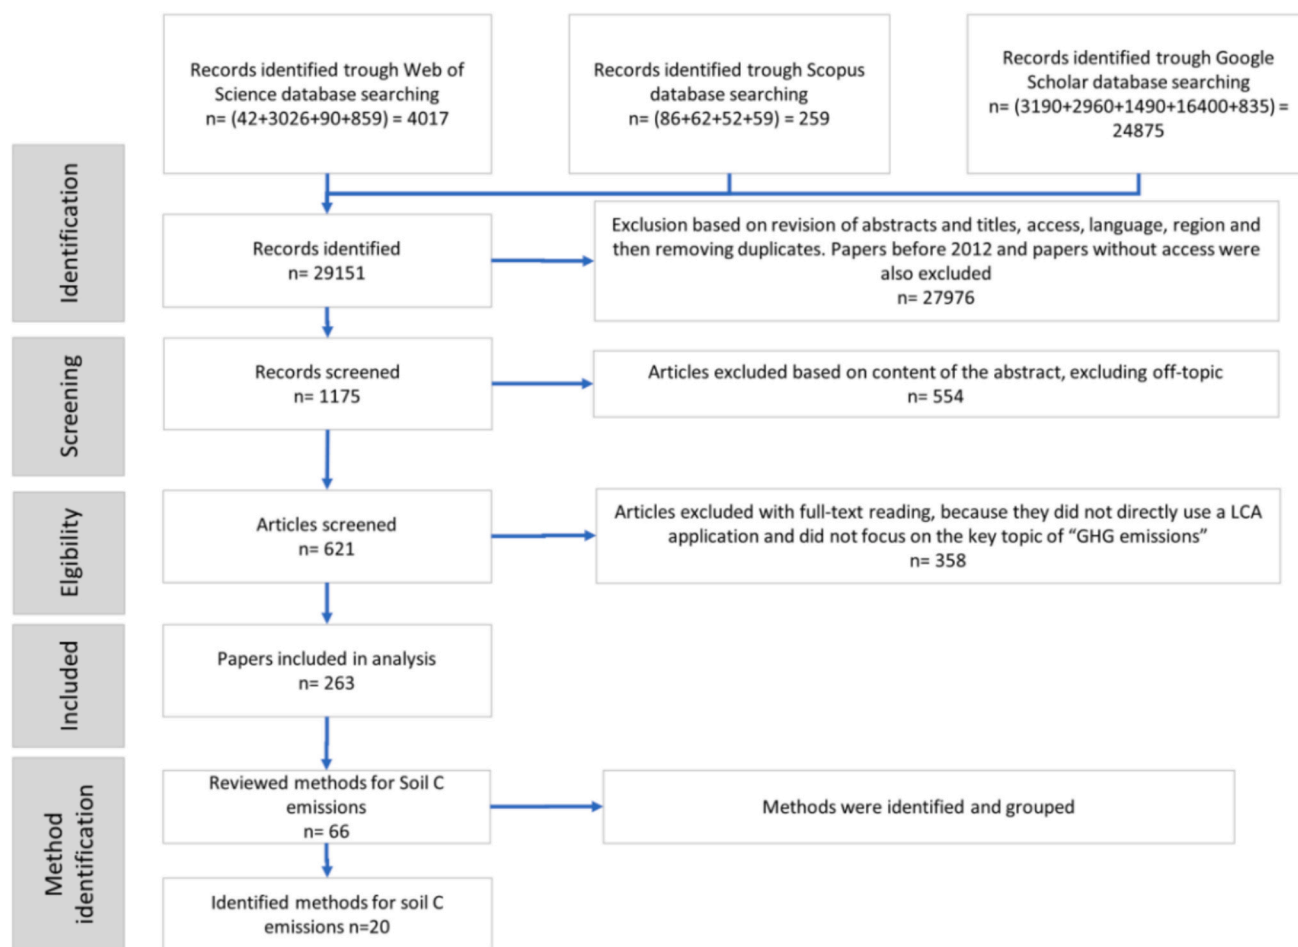 Records identified trough Web of
Science database searching
n= (42+3026+90+859) = 4017
Records identified trough Scopus
database searching
n= (86+62+52+59) = 259
Records identified trough Google
Scholar database searching
n= (3190+2960+1490+16400+835) =
24875
Identification
Records identified
n= 29151
Exclusion based on revision of abstracts and titles, access, language, region and
then removing duplicates. Papers before 2012 and papers without access were
also excluded
n= 27976
Screening
Records screened
n= 1175
Articles excluded based on content of the abstract, excluding off-topic
n= 554
Elgibility
Articles screened
n= 621
Articles excluded with full-text reading, because they did not directly use a LCA
application and did not focus on the key topic of “GHG emissions”
n= 358
Included
Papers included in analysis
n= 263
Method
identification
Reviewed methods for Soil C
emissions
n= 66
Methods were identified and grouped
Identified methods for soil C
emissions n=20